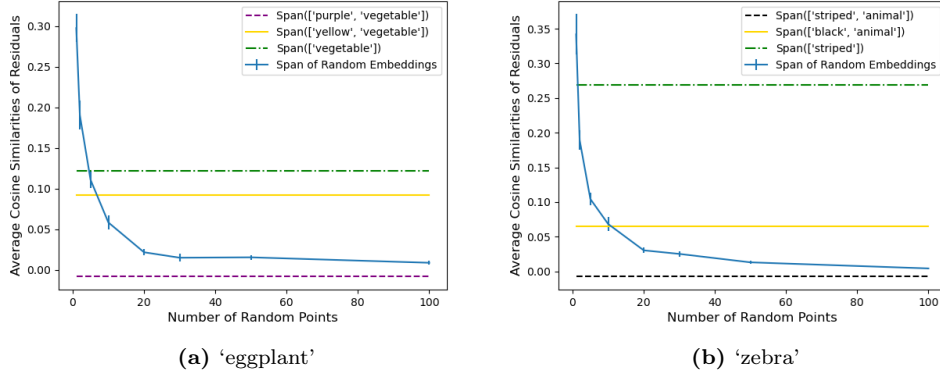 Average Cosine Similarities of Residuals
0.30
0.25
0.20
0.15
0.10
0.05
0.00
Span(['purple', 'vegetable'])
Span(['yellow', 'vegetable'])
Span(['vegetable'])
Span of Random Embeddings
0 20 40 60 80 100
Number of Random Points
(a) ‘eggplant’
Average Cosine Similarities of Residuals
0.35
0.30
0.25
0.20
0.15
0.10
0.05
0.00
Span(['striped', 'animal'])
Span(['black', 'animal'])
Span(['striped'])
Span of Random Embeddings
0 20 40 60 80 100
Number of Random Points
(b) ‘zebra’